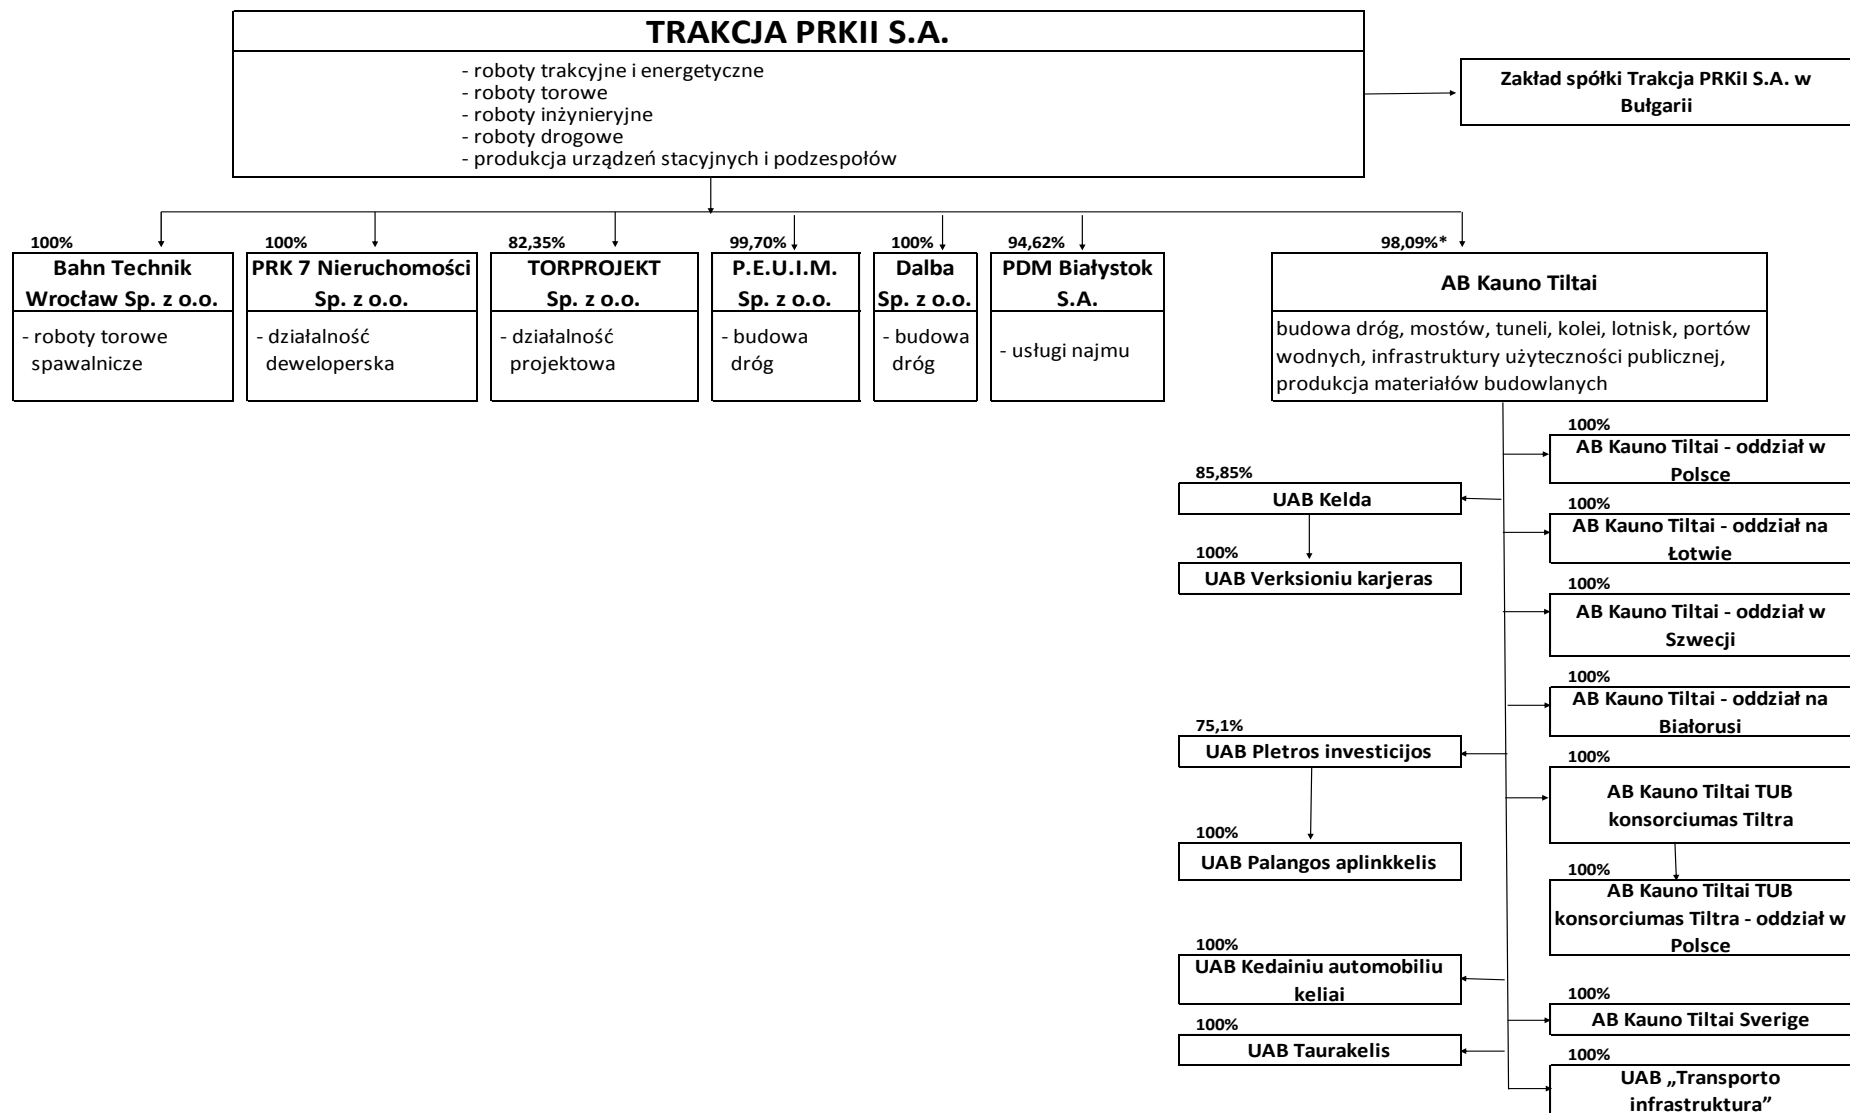 TRAKCJA PRKII S.A.
- roboty trakcyjne i energetyczne
- roboty torowe
- roboty inżynieryjne
- roboty drogowe
- produkcja urządzeń stacyjnych i podzespołów
Zakład spółki Trakcja PRKiI S.A. w
Bułgarii
100%
Bahn Technik
Wrocław Sp. z o.o.
- roboty torowe
spawalnicze
100%
PRK 7 Nieruchomości
Sp. z o.o.
- działalność
deweloperska
82,35%
TORPROJEKT
Sp. z o.o.
- działalność
projektowa
99,70%
P.E.U.I.M.
Sp. z o.o.
- budowa
dróg
100%
Dalba
Sp. z o.o.
- budowa
dróg
94,62%
PDM Białystok
S.A.
- usługi najmu
98,09%*
AB Kauno Tiltai
budowa dróg, mostów, tuneli, kolei, lotnisk, portów
wodnych, infrastruktury użyteczności publicznej,
produkcja materiałów budowlanych
85,85%
UAB Kelda
100%
UAB Verksioniu karjeras
75,1%
UAB Pletros investicijos
100%
UAB Palangos aplinkkelis
100%
UAB Kedainiu automobiliu
keliai
100%
UAB Taurakelis
100%
AB Kauno Tiltai - oddział w
Polsce
100%
AB Kauno Tiltai - oddział na
Łotwie
100%
AB Kauno Tiltai - oddział w
Szwecji
100%
AB Kauno Tiltai - oddział na
Białorusi
100%
AB Kauno Tiltai TUB
konsorciumas Tiltra
100%
AB Kauno Tiltai TUB
konsorciumas Tiltra - oddział w
Polsce
100%
AB Kauno Tiltai Sverige
100%
UAB „Transporto
infrastruktura”